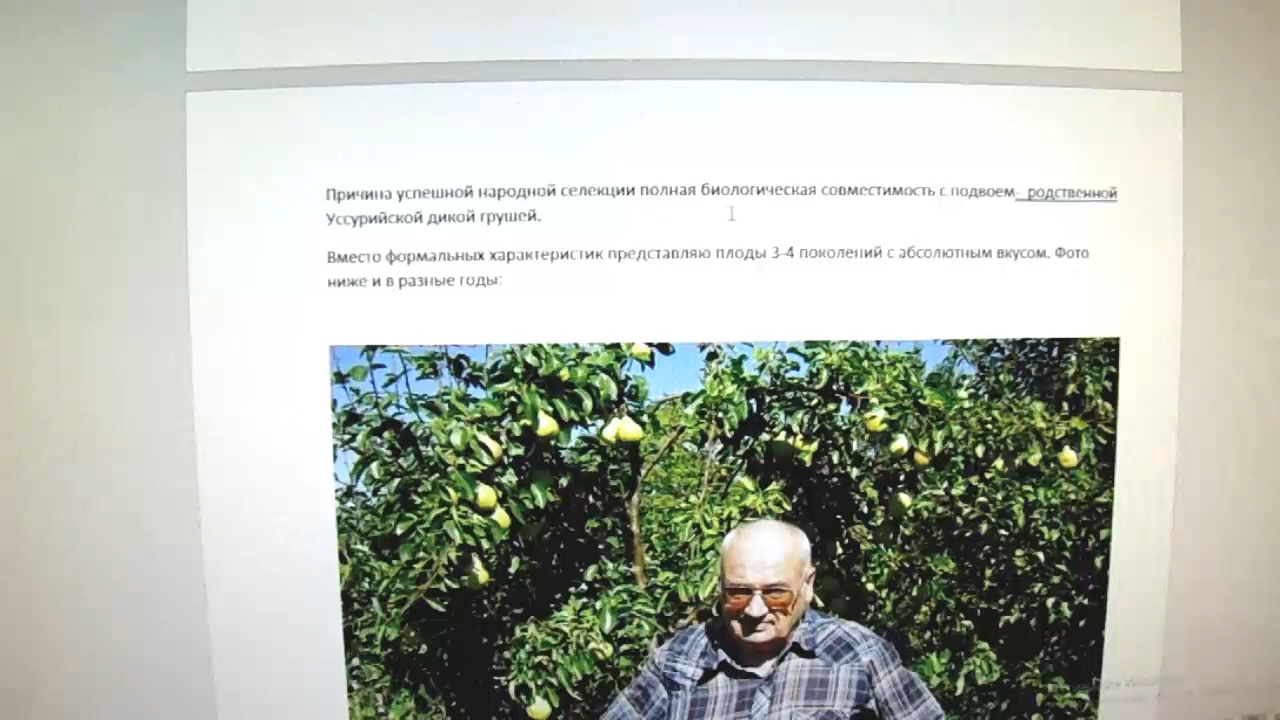 Причина успешной народной селекции полная биологическая совместимость с подвоем- родственной
Уссурийской дикой грушей.
Вместо формальных характеристик представляю плоды 3-4 поколений с абсолютным вкусом. Фото
ниже и в разные годы: